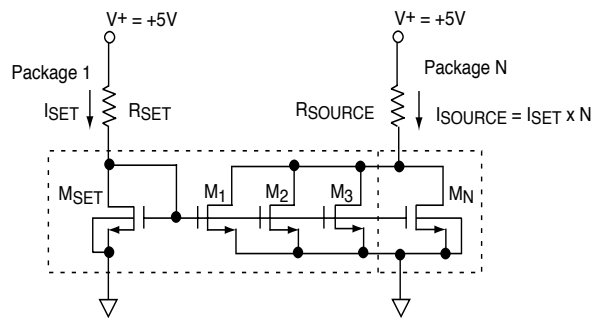 V+ = +5V
V+ = +5V
Package 1
Package N
ISET
RSET
RSOURCE
ISOURCE = ISET x N
MSET
M1
M2
M3
MN